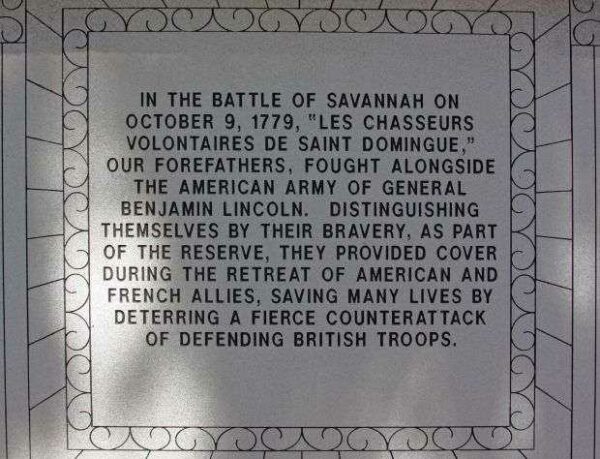 IN THE BATTLE OF SAVANNAH ON
OCTOBER 9, 1779, "LES CHASSEURS
VOLONTAIRES DE SAINT DOMINGUE,"
OUR FOREFATHERS, FOUGHT ALONGSIDE
THE AMERICAN ARMY OF GENERAL
BENJAMIN LINCOLN. DISTINGUISHING
THEMSELVES BY THEIR BRAVERY, AS PART
OF THE RESERVE, THEY PROVIDED COVER
DURING THE RETREAT OF AMERICAN AND
FRENCH ALLIES, SAVING MANY LIVES BY
DETERRING A FIERCE COUNTERATTACK
OF DEFENDING BRITISH TROOPS.